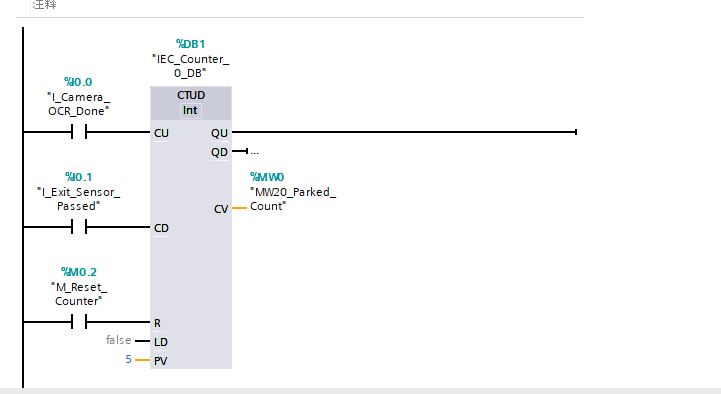 注释
%DB1
"IEC_Counter_
0_DB"
%I0.0
"I_Camera_
OCR_Done"
CTUD
Int
CU
QU
QD
...
%I0.1
"I_Exit_Sensor_
Passed"
%MW0
"MW20_Parked_
Count"
CV
CD
%M0.2
"M_Reset_
Counter"
R
false
LD
5
PV